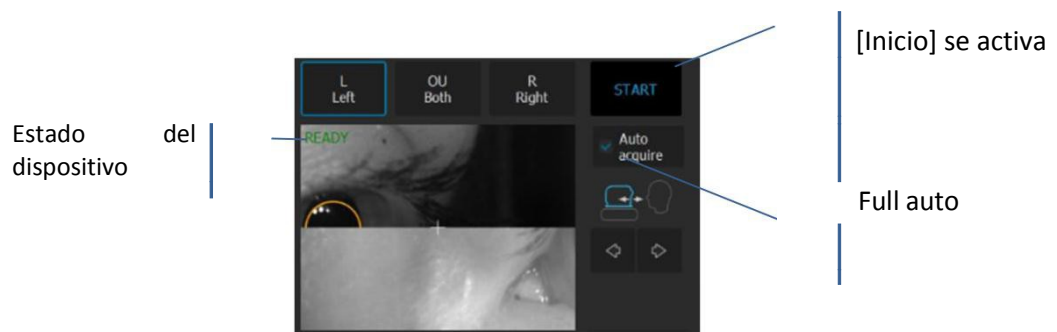 [Inicio] se activa
L
Left
OU
Both
R
Right
START
Estado del
dispositivo
READY
Auto
acquire
Full auto